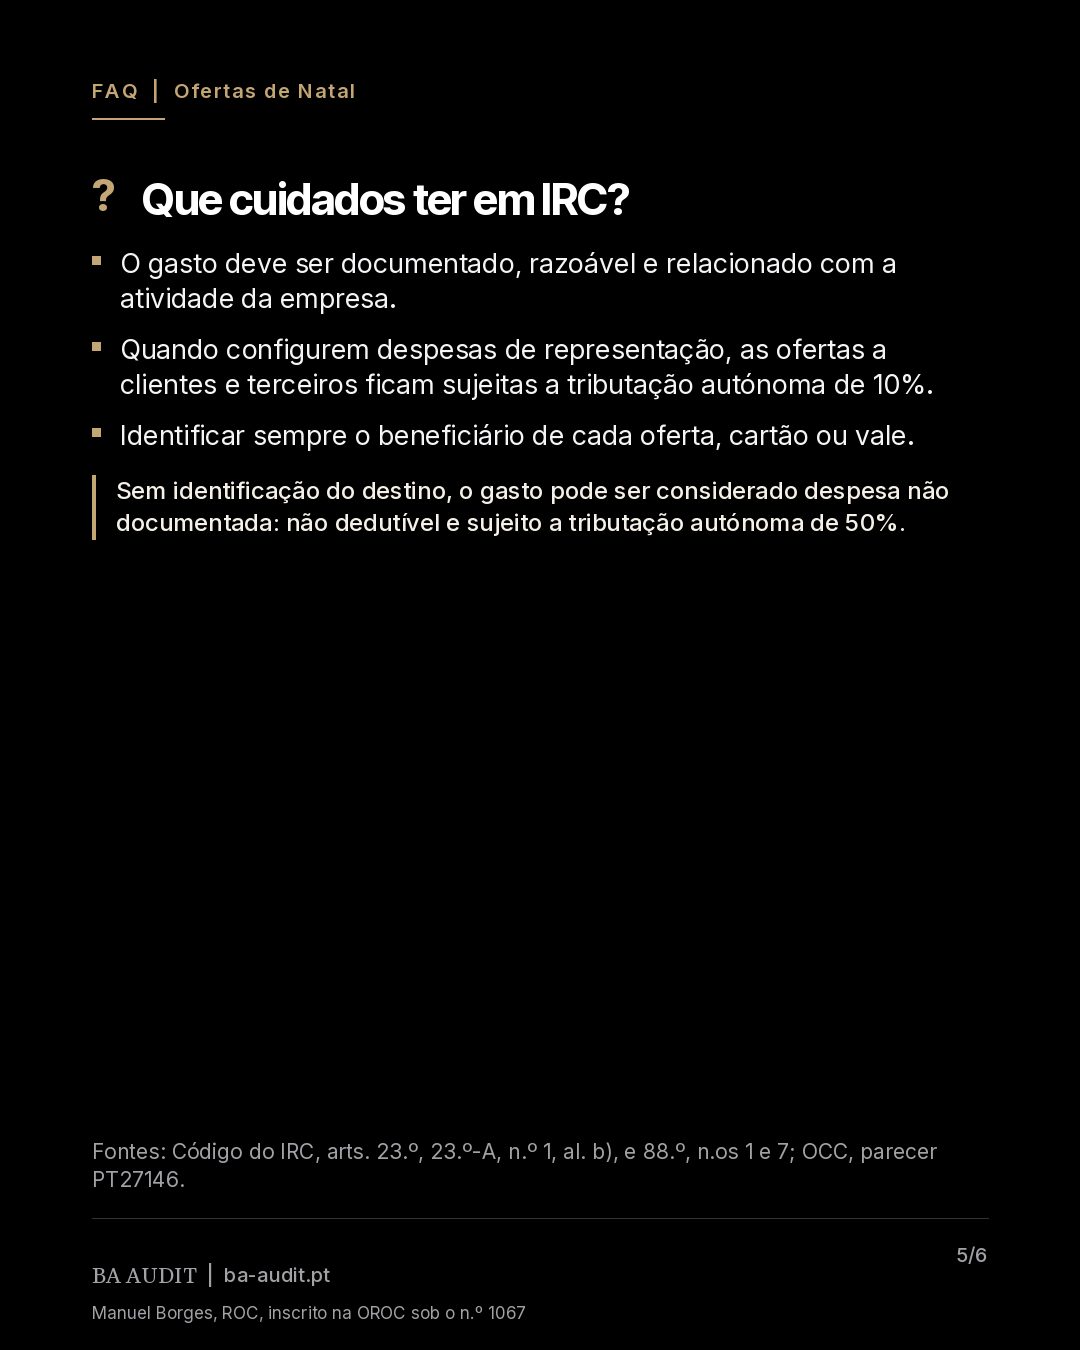 FAQ | Ofertas de Natal
? Que cuidados ter em IRC?
O gasto deve ser documentado, razoável e relacionado com a
atividade da empresa.
Quando configurem despesas de representação, as ofertas a
clientes e terceiros ficam sujeitas a tributação autónoma de 10%.
Identificar sempre o beneficiário de cada oferta, cartão ou vale.
Sem identificação do destino, o gasto pode ser considerado despesa não
documentada: não dedutível e sujeito a tributação autónoma de 50%.
Fontes: Código do IRC, arts. 23.º, 23.º-A, n.º 1, al. b), e 88.º, n.os 1 e 7; OCC, parecer
PT27146.
5/6
BA AUDIT | ba-audit.pt
Manuel Borges, ROC, inscrito na OROC sob o n.º 1067